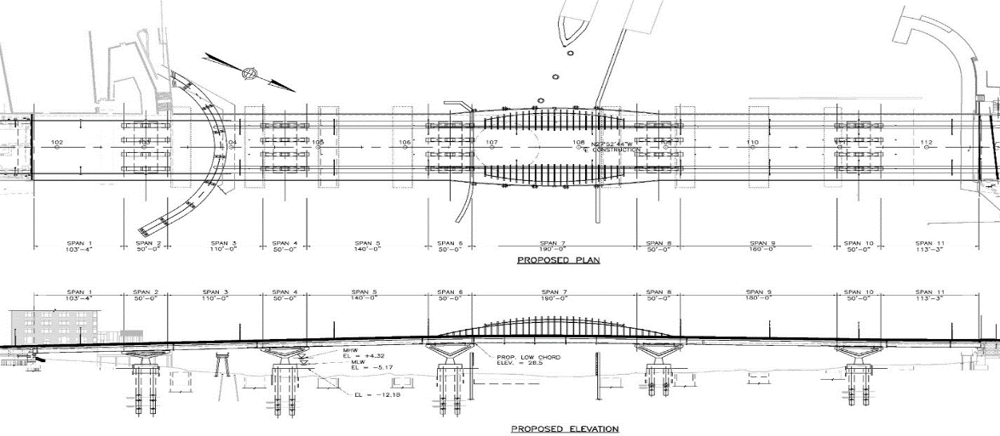 102
103
04
105
106
107
108
110
112
N27°52'44"W
℄ CONSTRUCTION
SPAN 1
103'-4"
SPAN 2
50'-0"
SPAN 3
110'-0"
SPAN 4
50'-0"
SPAN 5
140'-0"
SPAN 6
50'-0"
SPAN 7
190'-0"
SPAN 8
50'-0"
SPAN 9
180'-0"
SPAN 10
50'-0"
SPAN 11
113'-3"
PROPOSED PLAN
SPAN 1
103'-4"
SPAN 2
50'-0"
SPAN 3
110'-0"
SPAN 4
50'-0"
SPAN 5
140'-0"
SPAN 6
50'-0"
SPAN 7
190'-0"
SPAN 8
50'-0"
SPAN 9
180'-0"
SPAN 10
50'-0"
SPAN 11
113'-3"
MHW
EL = +4.32
MLW
EL = -5.17
EL = -12.18
PROP. LOW CHORD
ELEV. = 26.5
PROPOSED ELEVATION